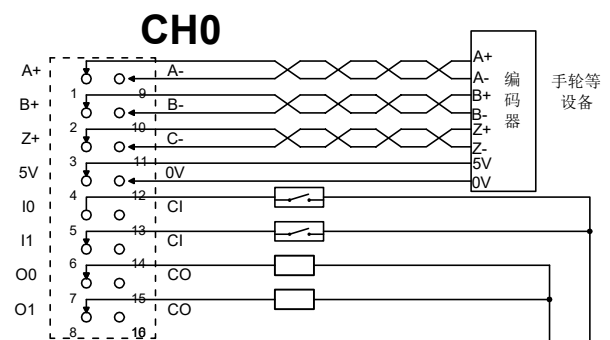 CH0
A+ A- A+
1 9 A- 编码器 手轮等设备
B+ B- B+
2 10 B-
Z+ C- Z+
3 11 Z-
5V 0V 5V
4 12 0V
I0 CI
5 13
I1 CI
6 14
O0 CO
7 15
O1 CO
8